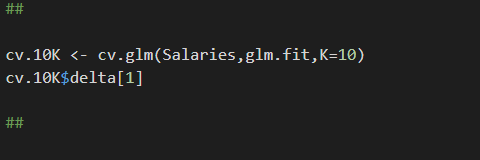 ##
cv.10K <- cv.glm(Salaries,glm.fit,K=10)
cv.10K$delta[1]
##